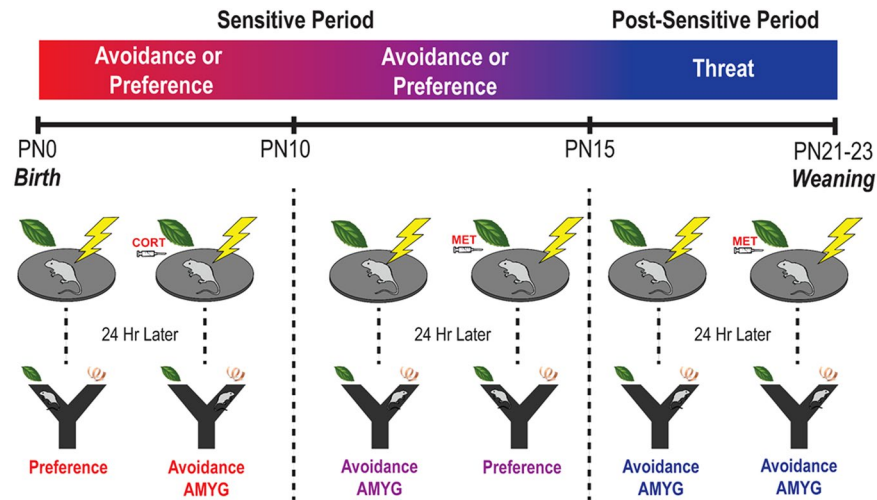 Sensitive Period
Post-Sensitive Period
Avoidance or
Preference
Avoidance or
Preference
Threat
PN0
Birth
PN10
PN15
PN21-23
Weaning
CORT
MET
MET
24 Hr Later
24 Hr Later
24 Hr Later
Preference
Avoidance
AMYG
Avoidance
AMYG
Preference
Avoidance
AMYG
Avoidance
AMYG